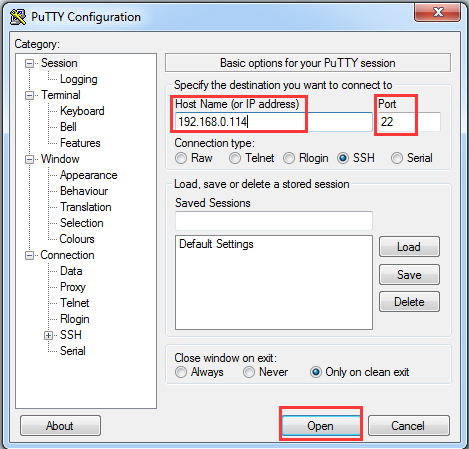 PuTTY Configuration
Category:
Session
Logging
Terminal
Keyboard
Bell
Features
Window
Appearance
Behaviour
Translation
Selection
Colours
Connection
Data
Proxy
Telnet
Rlogin
SSH
Serial
Basic options for your PuTTY session
Specify the destination you want to connect to
Host Name (or IP address) Port
192.168.0.114 22
Connection type:
Raw Telnet Rlogin SSH Serial
Load, save or delete a stored session
Saved Sessions
Default Settings
Load
Save
Delete
Close window on exit:
Always Never Only on clean exit
About Open Cancel